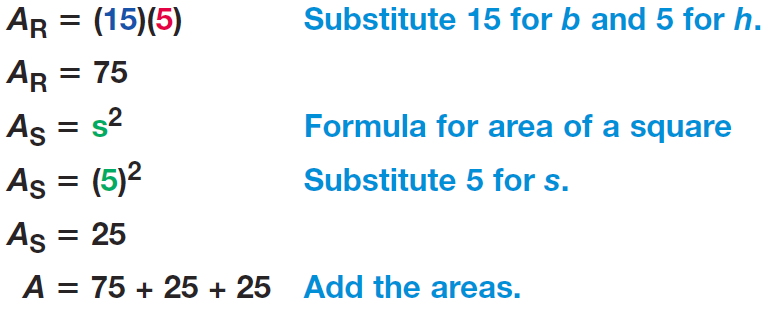 A_R = (15)(5) Substitute 15 for b and 5 for h.
A_R = 75
A_S = s² Formula for area of a square
A_S = (5)² Substitute 5 for s.
A_S = 25
A = 75 + 25 + 25 Add the areas.